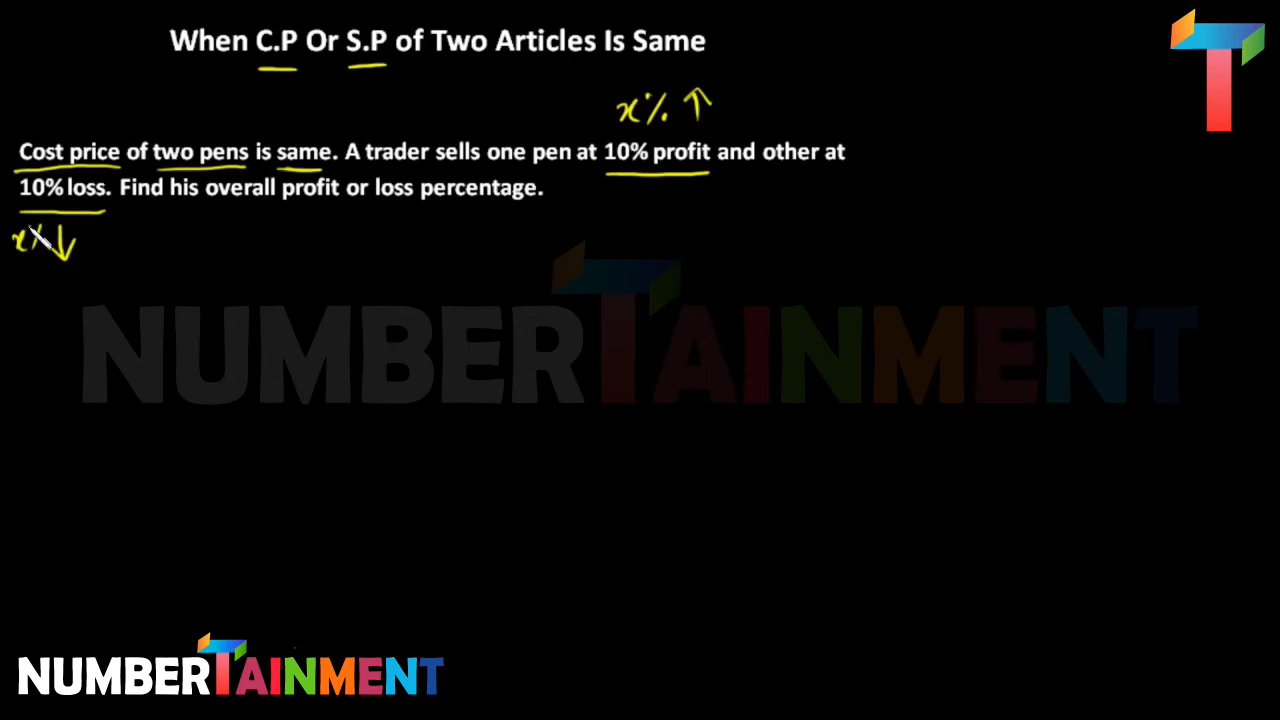 When C.P Or S.P of Two Articles Is Same
x% ↑
Cost price of two pens is same. A trader sells one pen at 10% profit and other at
10% loss. Find his overall profit or loss percentage.
x% ↓
NUMBERTAINMENT
NUMBERTAINMENT